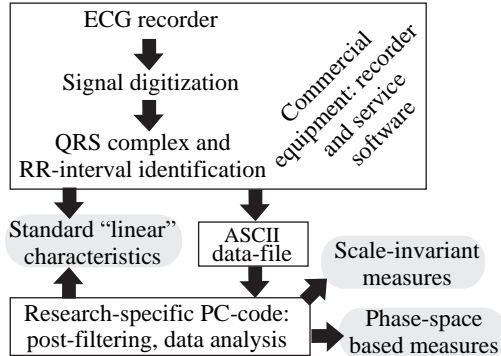 ECG recorder
Signal digitization
QRS complex and
RR-interval identification
Commercial
equipment: recorder
and service
software
Standard “linear”
characteristics
ASCII
data-file
Scale-invariant
measures
Research-specific PC-code:
post-filtering, data analysis
Phase-space
based measures